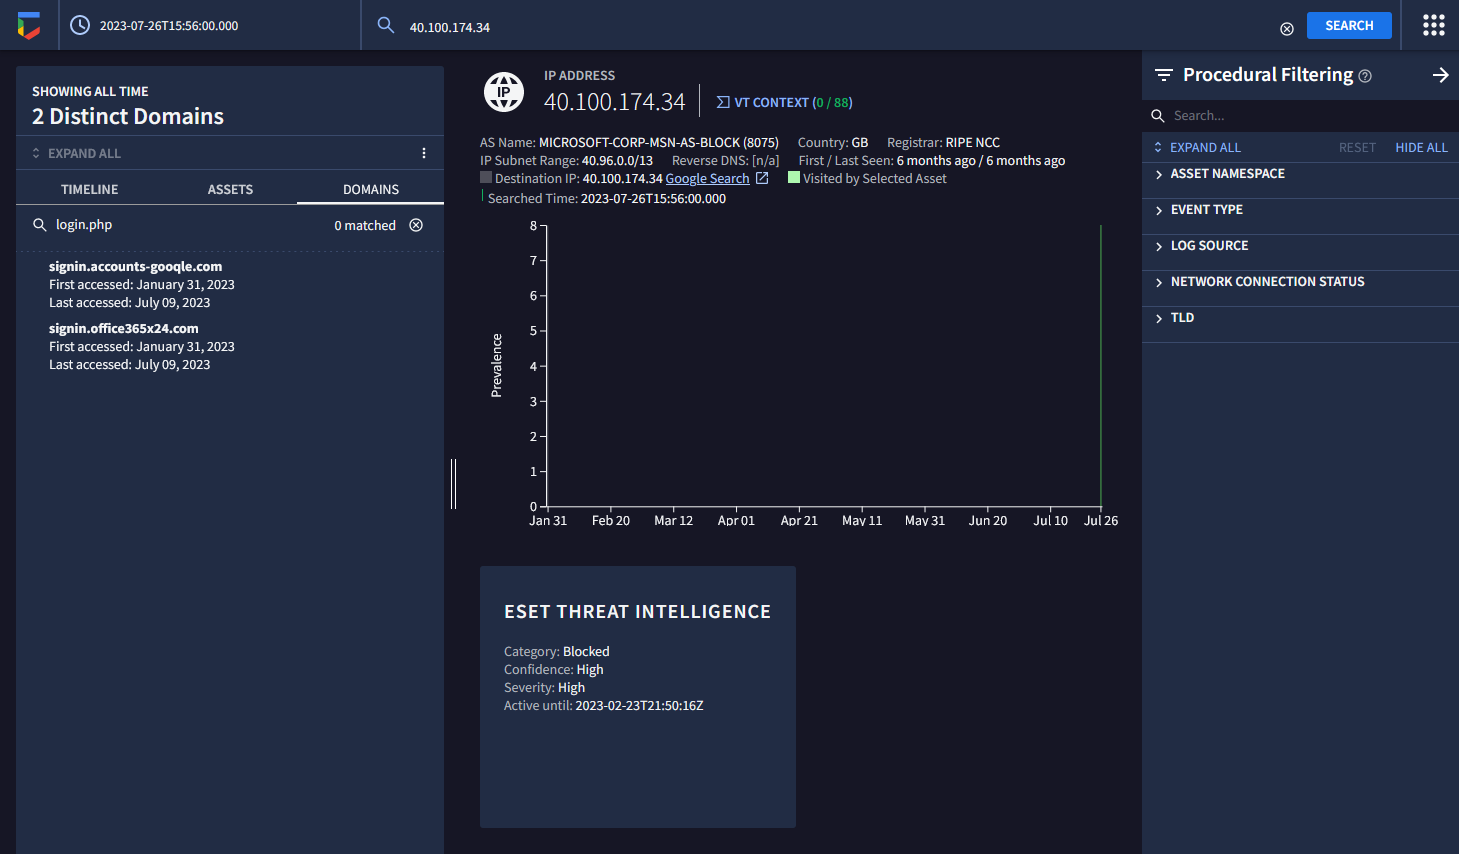 2023-07-26T15:56:00.000
40.100.174.34
SEARCH
SHOWING ALL TIME
2 Distinct Domains
EXPAND ALL
TIMELINE ASSETS DOMAINS
login.php 0 matched
signin.accounts-gooqle.com
First accessed: January 31, 2023
Last accessed: July 09, 2023
signin.office365x24.com
First accessed: January 31, 2023
Last accessed: July 09, 2023
IP
IP ADDRESS
40.100.174.34
VT CONTEXT (0 / 88)
AS Name: MICROSOFT-CORP-MSN-AS-BLOCK (8075) Country: GB Registrar: RIPE NCC
IP Subnet Range: 40.96.0.0/13 Reverse DNS: [n/a] First / Last Seen: 6 months ago / 6 months ago
Destination IP: 40.100.174.34 Google Search Visited by Selected Asset
Searched Time: 2023-07-26T15:56:00.000
Prevalence
8
7
6
5
4
3
2
1
0
Jan 31 Feb 20 Mar 12 Apr 01 Apr 21 May 11 May 31 Jun 20 Jul 10 Jul 26
ESET THREAT INTELLIGENCE
Category: Blocked
Confidence: High
Severity: High
Active until: 2023-02-23T21:50:16Z
Procedural Filtering
Search...
EXPAND ALL RESET HIDE ALL
ASSET NAMESPACE
EVENT TYPE
LOG SOURCE
NETWORK CONNECTION STATUS
TLD